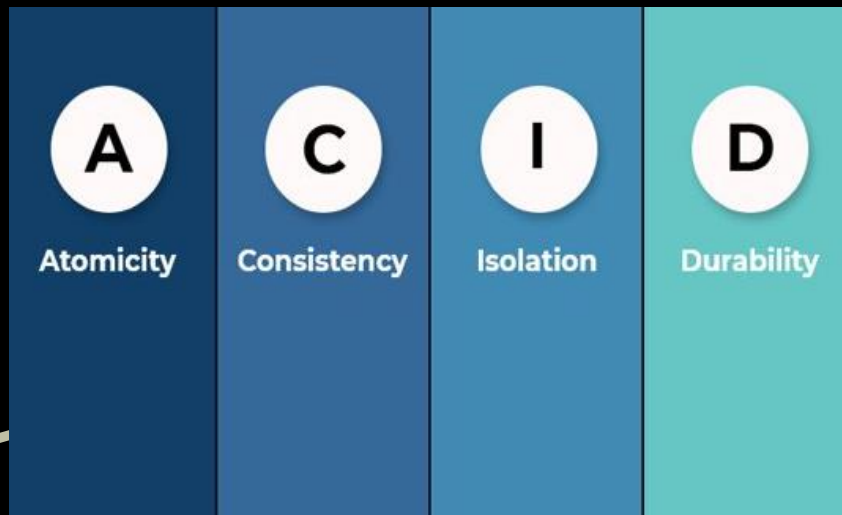 A
C
I
D
Atomicity
Consistency
Isolation
Durability